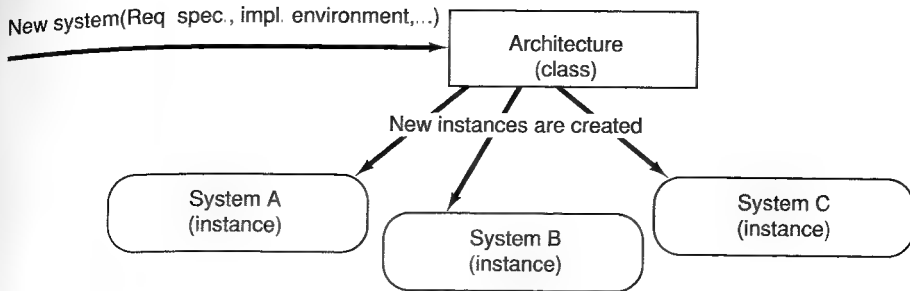 New system(Req spec., impl. environment,...)
Architecture
(class)
New instances are created
System A
(instance)
System B
(instance)
System C
(instance)